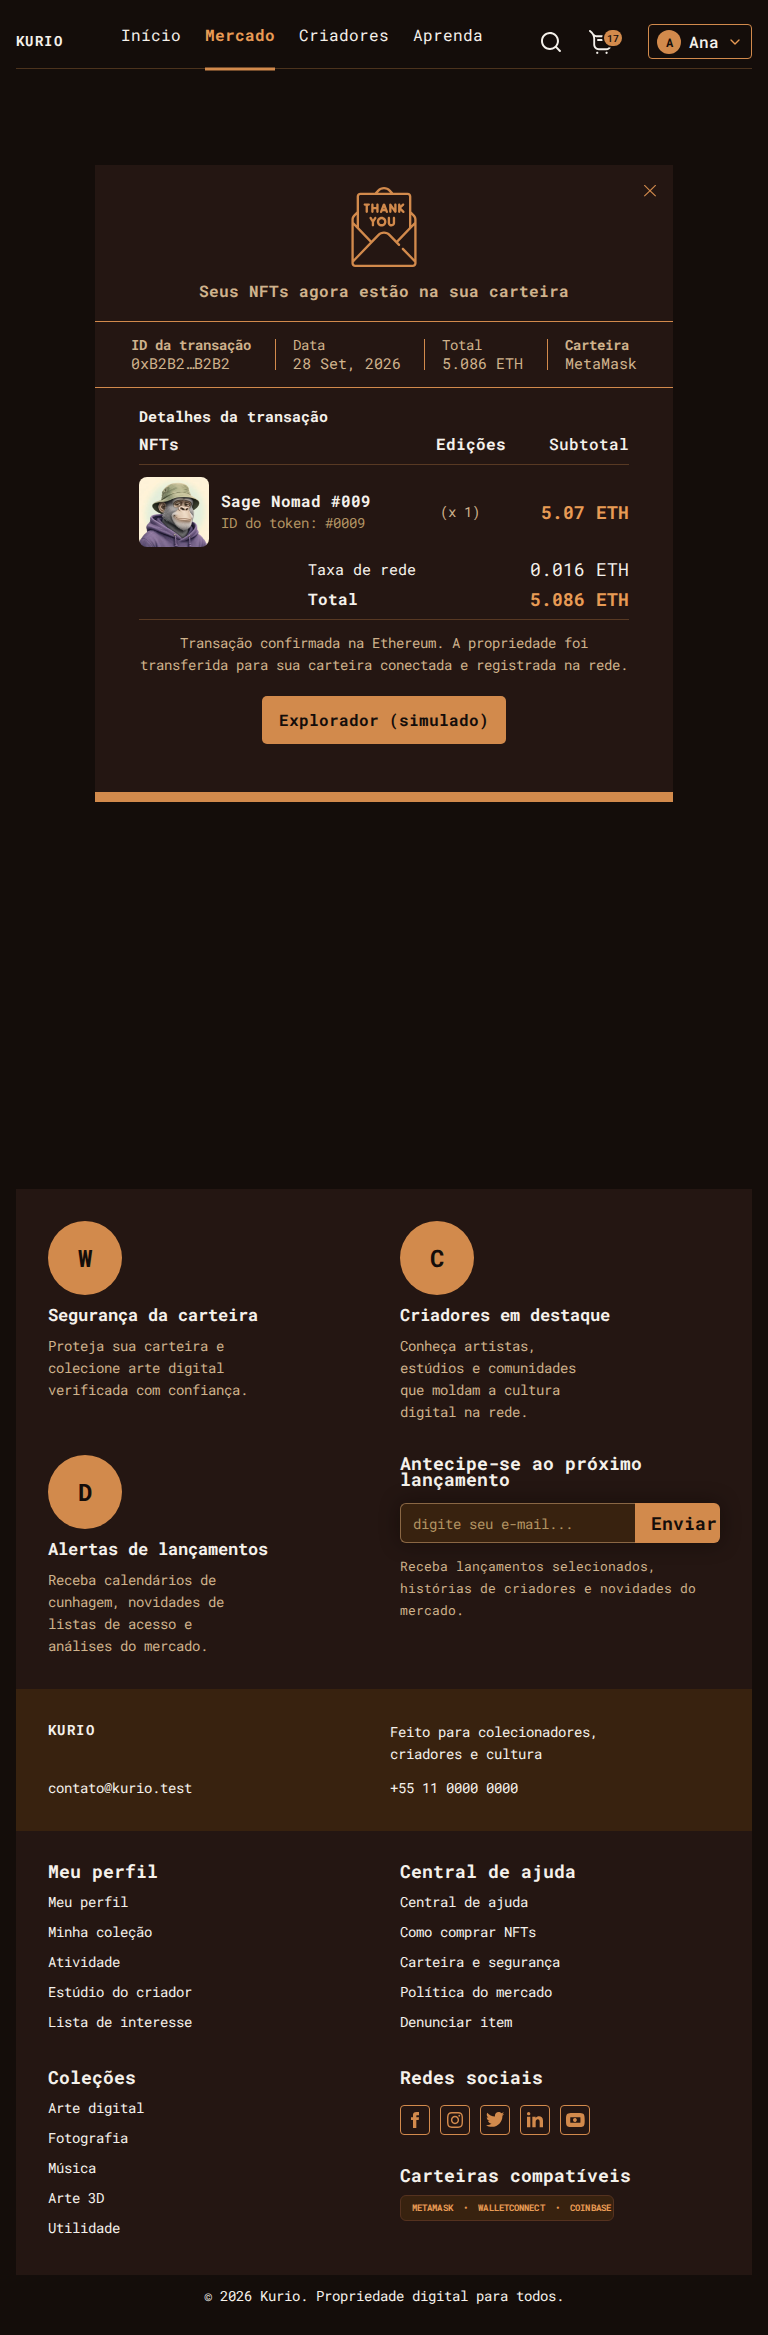 KURIO
Início
Mercado
Criadores
Aprenda
17
A
Ana
THANK
YOU
Seus NFTs agora estão na sua carteira
ID da transação
0xB2B2…B2B2
Data
28 Set, 2026
Total
5.086 ETH
Carteira
MetaMask
Detalhes da transação
NFTs
Edições
Subtotal
Sage Nomad #009
ID do token: #0009
(x 1)
5.07 ETH
Taxa de rede
0.016 ETH
Total
5.086 ETH
Transação confirmada na Ethereum. A propriedade foi
transferida para sua carteira conectada e registrada na rede.
Explorador (simulado)
W
Segurança da carteira
Proteja sua carteira e
colecione arte digital
verificada com confiança.
C
Criadores em destaque
Conheça artistas,
estúdios e comunidades
que moldam a cultura
digital na rede.
D
Alertas de lançamentos
Receba calendários de
cunhagem, novidades de
listas de acesso e
análises do mercado.
Antecipe-se ao próximo
lançamento
digite seu e-mail...
Enviar
Receba lançamentos selecionados,
histórias de criadores e novidades do
mercado.
KURIO
Feito para colecionadores,
criadores e cultura
contato@kurio.test
+55 11 0000 0000
Meu perfil
Meu perfil
Minha coleção
Atividade
Estúdio do criador
Lista de interesse
Central de ajuda
Central de ajuda
Como comprar NFTs
Carteira e segurança
Política do mercado
Denunciar item
Coleções
Arte digital
Fotografia
Música
Arte 3D
Utilidade
Redes sociais
Carteiras compatíveis
METAMASK · WALLETCONNECT · COINBASE
© 2026 Kurio. Propriedade digital para todos.